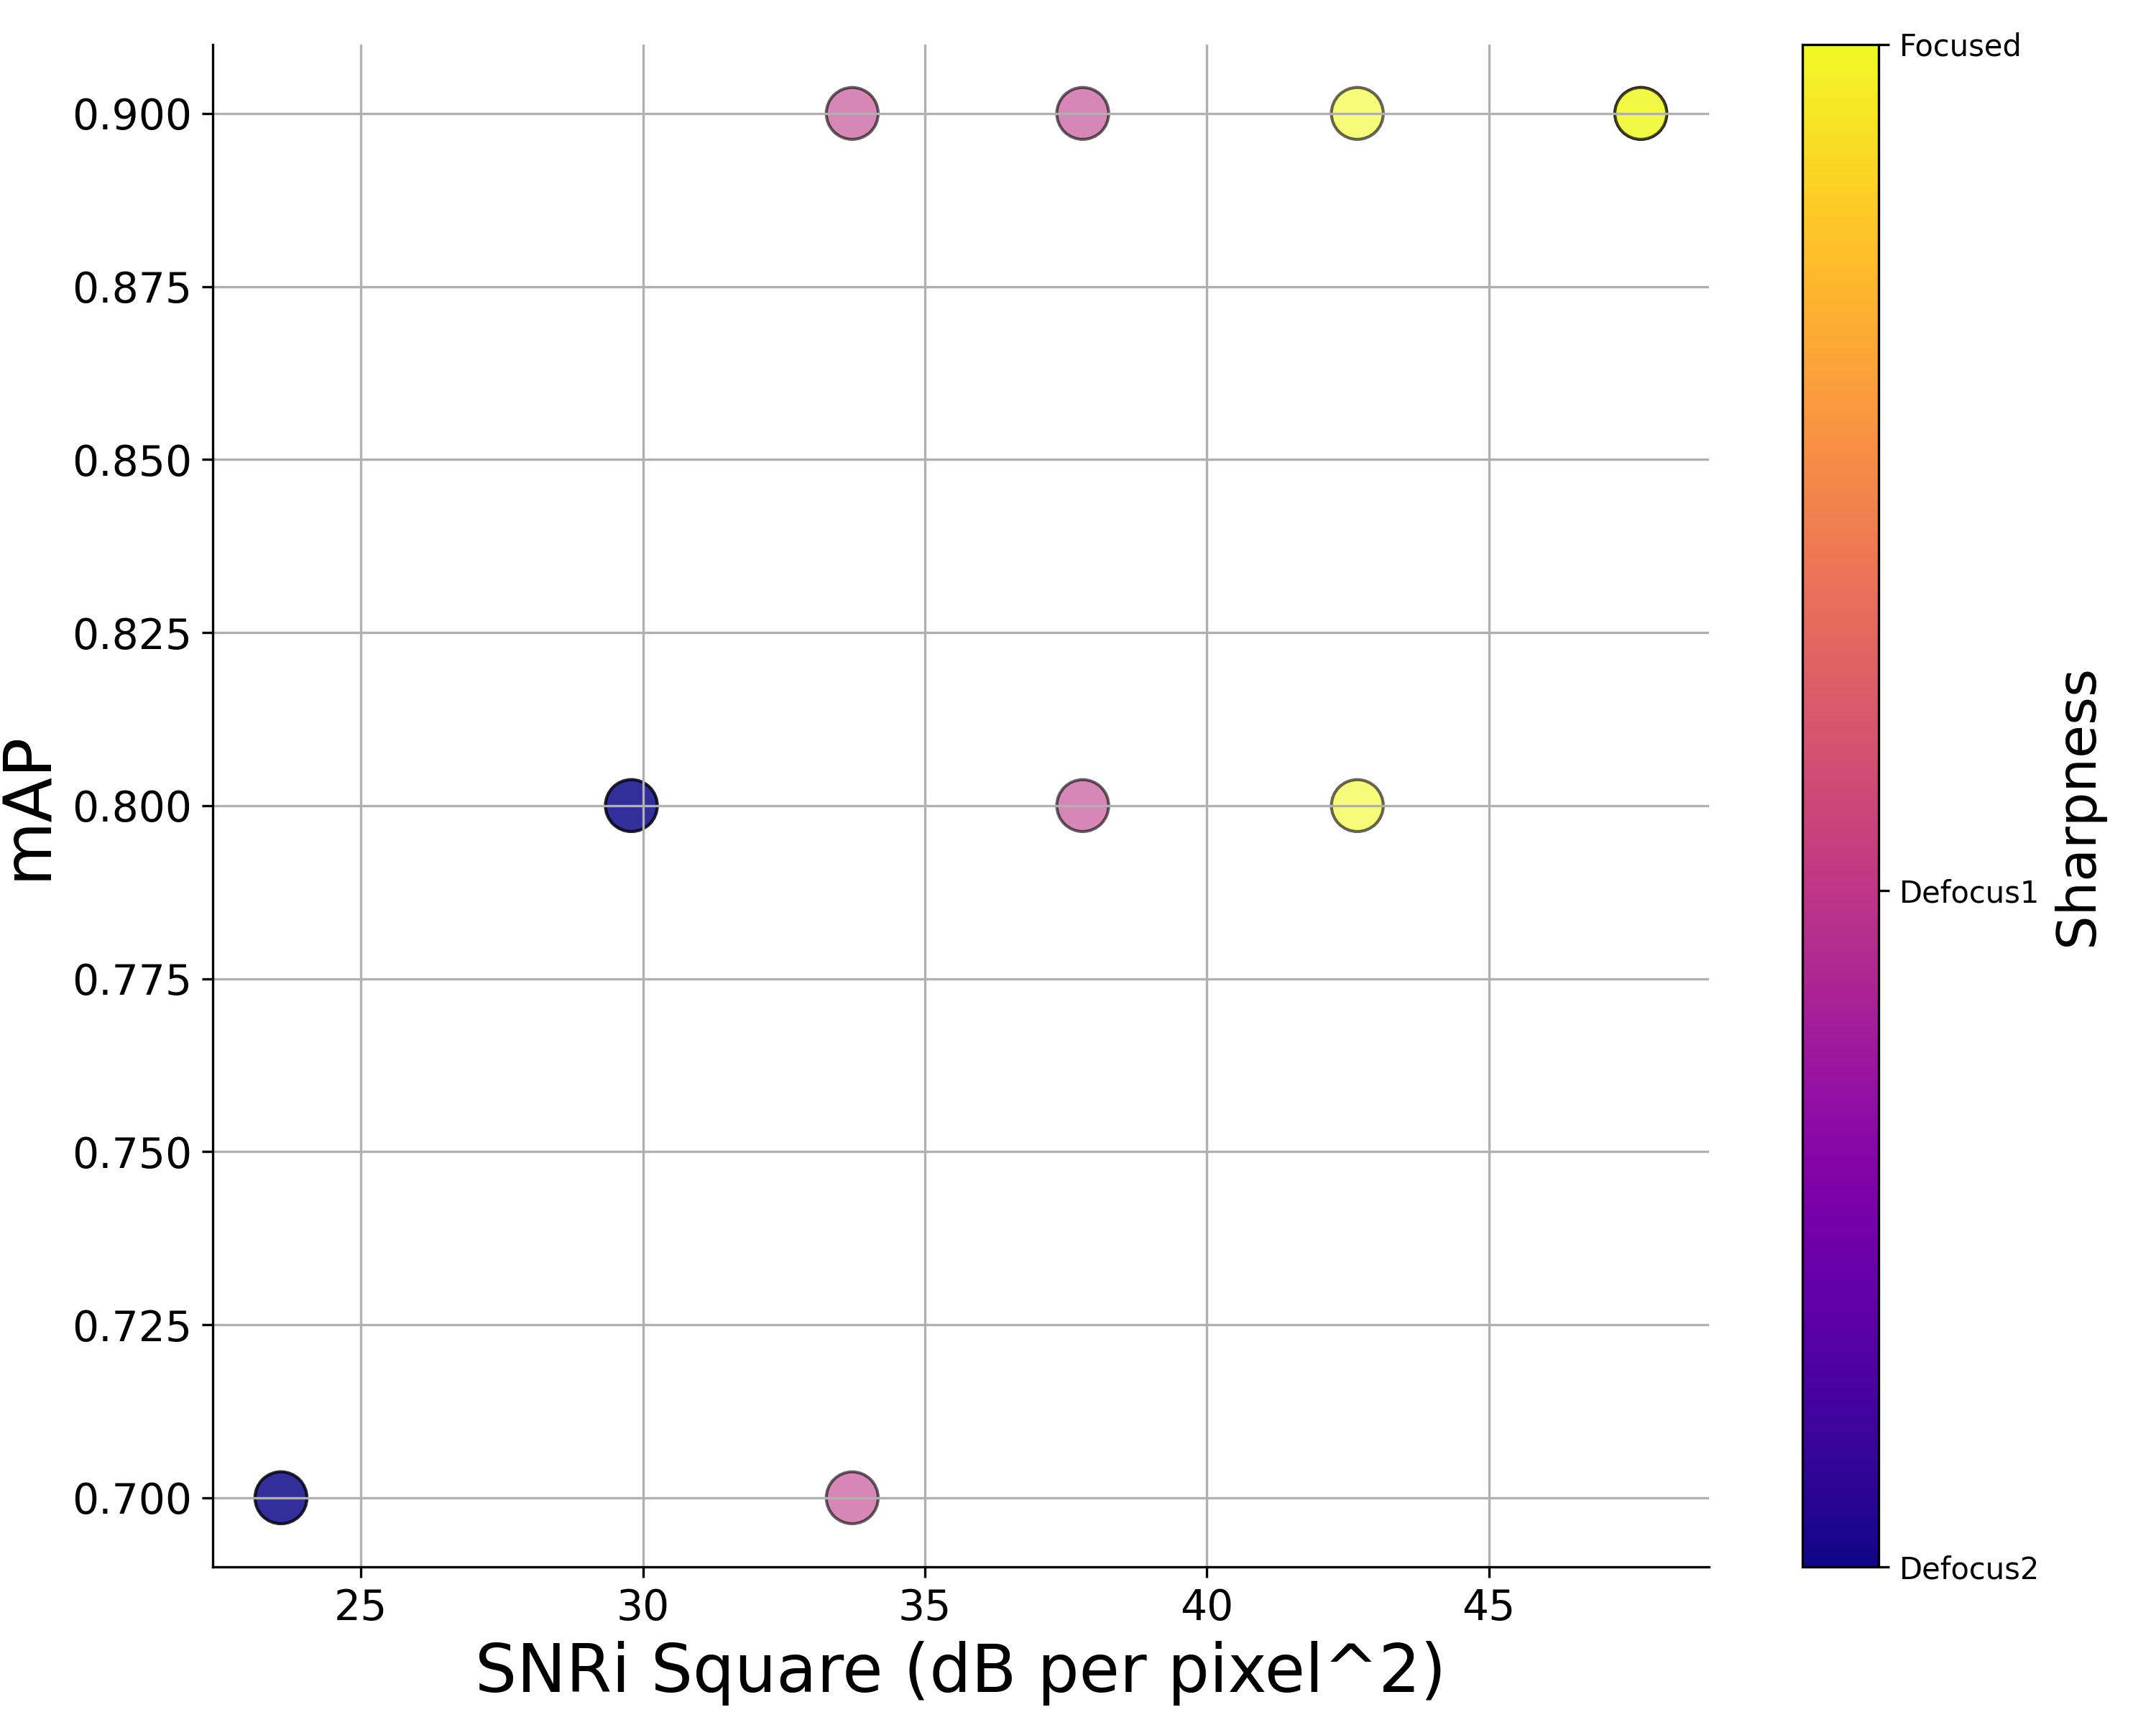 0.900
0.875
0.850
0.825
0.800
0.775
0.750
0.725
0.700
mAP
25 30 35 40 45
SNRi Square (dB per pixel^2)
Focused
Defocus1
Defocus2
Sharpness